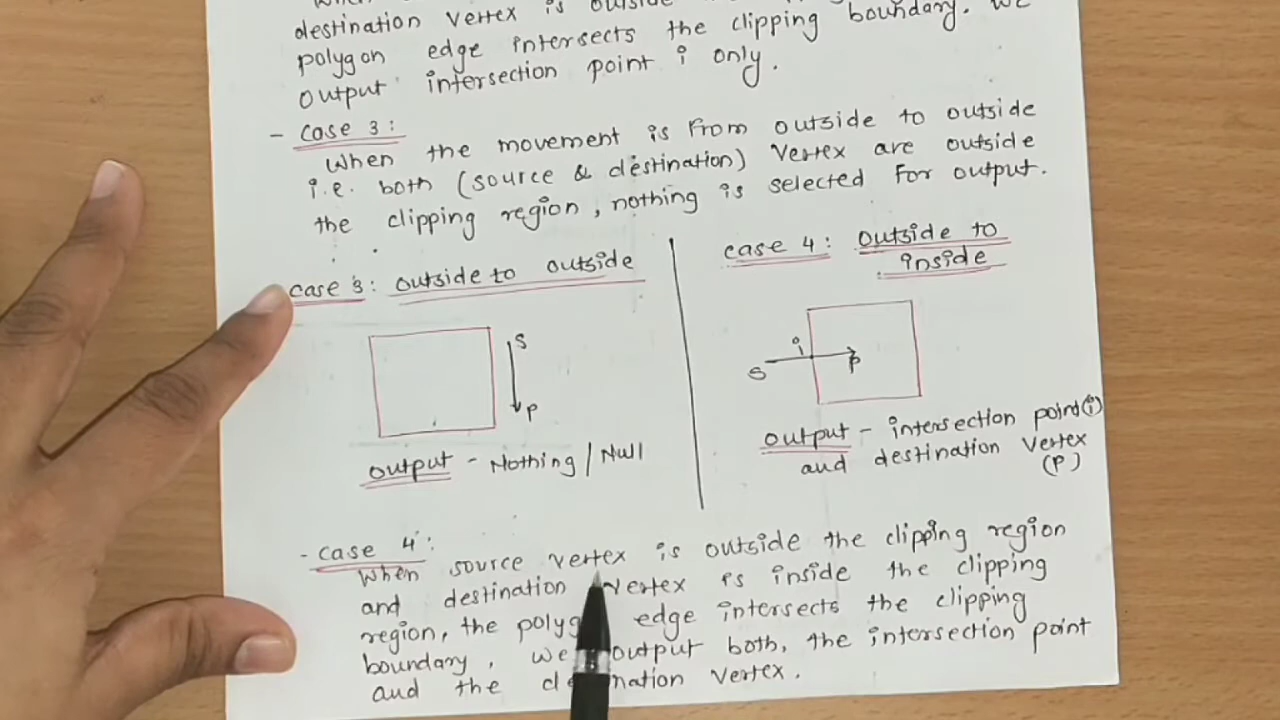 destination vertex is outside
polygon edge intersects the clipping boundary. we
output intersection point i only.
- case 3:
When the movement is From outside to outside
i.e. both (source & destination) vertex are outside
the clipping region, nothing is selected For output.
case 3: outside to outside
S
P
output - Nothing / Null
case 4: outside to
inside
i
S
P
output - intersection point(i)
and destination vertex
(P)
- case 4:
When source vertex is outside the clipping region
and destination vertex is inside the clipping
region, the edge intersects the clipping
boundary, we output both, the intersection point
and the vertex.